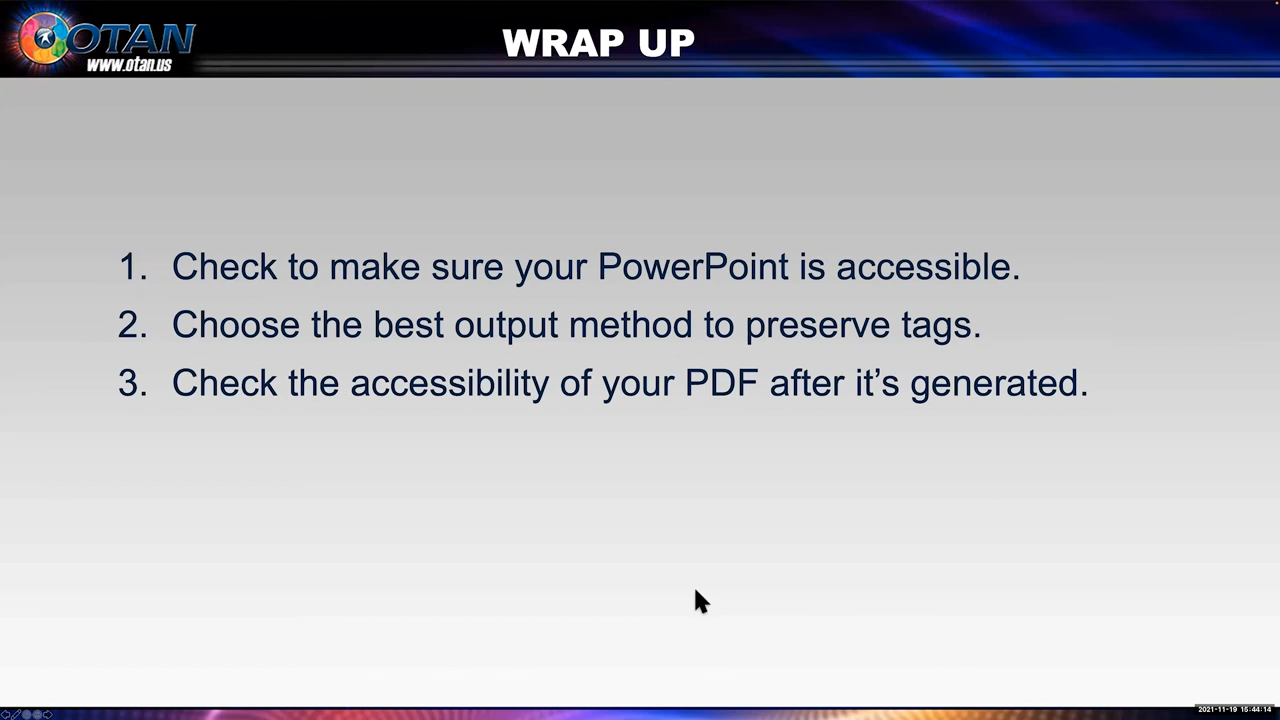 OTAN
www.otan.us
WRAP UP
1. Check to make sure your PowerPoint is accessible.
2. Choose the best output method to preserve tags.
3. Check the accessibility of your PDF after it’s generated.
2021-11-19 15:44:14